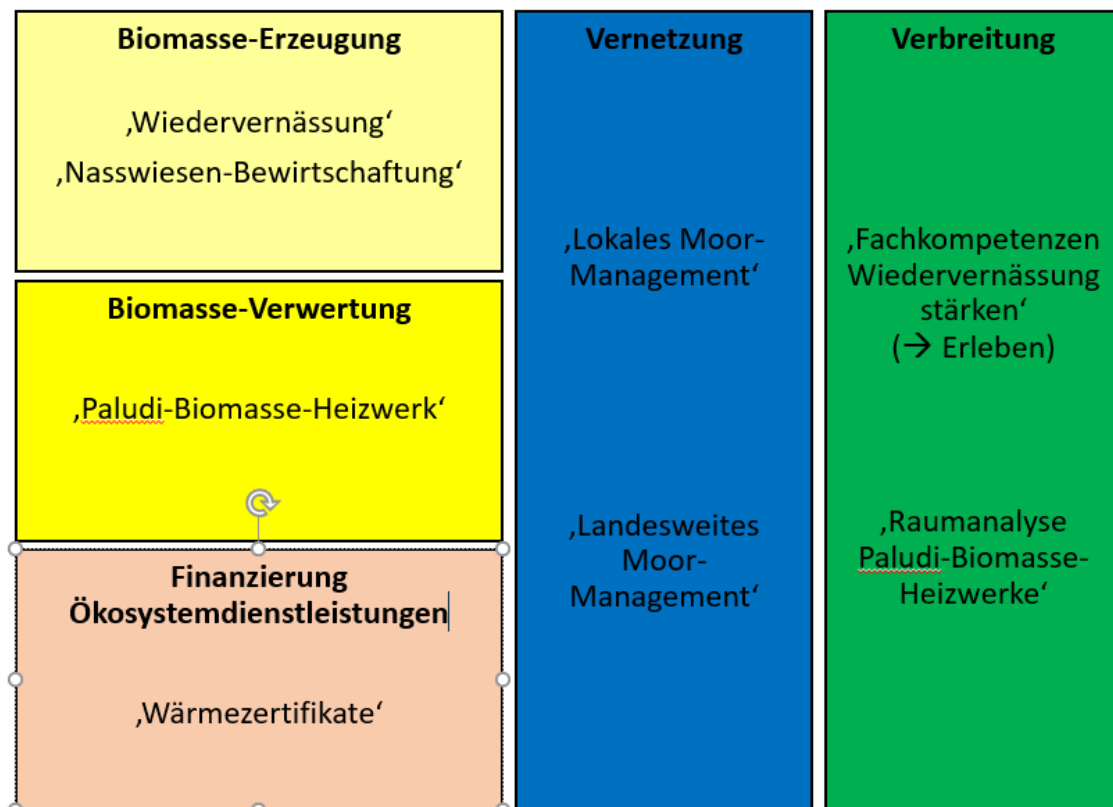 Biomasse-Erzeugung
‚Wiedervernässung‘
‚Nasswiesen-Bewirtschaftung‘
Biomasse-Verwertung
‚Paludi-Biomasse-Heizwerk‘
Finanzierung
Ökosystemdienstleistungen
‚Wärmezertifikate‘
Vernetzung
‚Lokales Moor-
Management‘
‚Landesweites
Moor-
Management‘
Verbreitung
‚Fachkompetenzen
Wiedervernässung
stärken‘
(→ Erleben)
‚Raumanalyse
Paludi-Biomasse-
Heizwerke‘